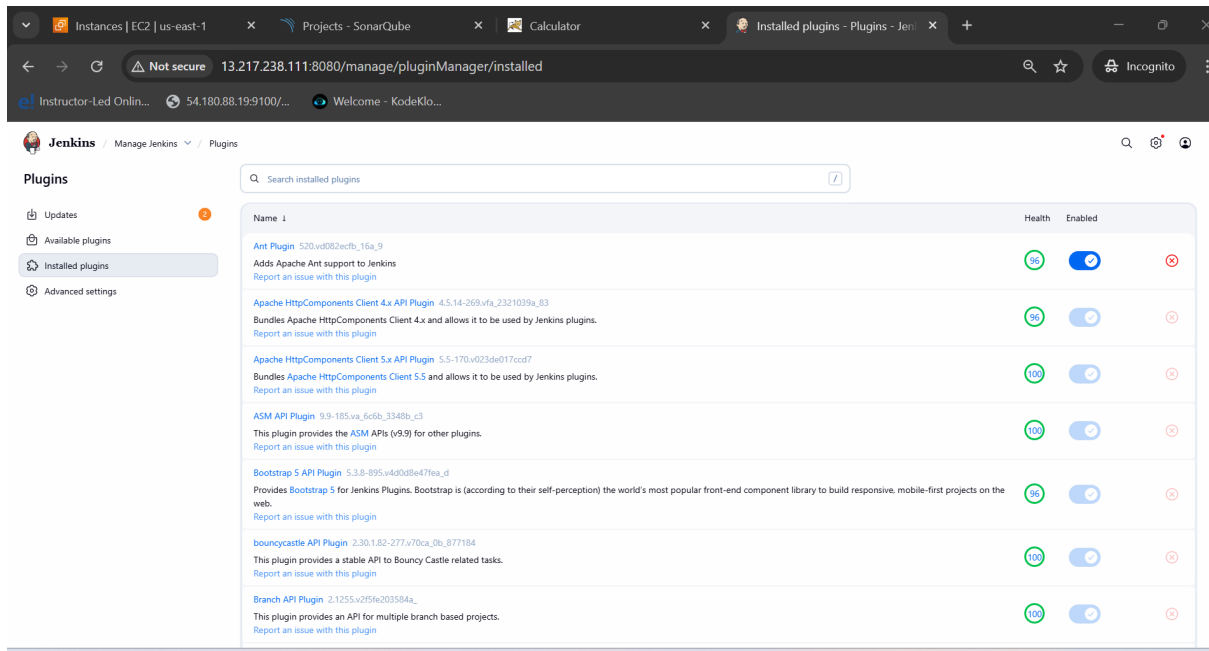 Instances | EC2 | us-east-1
Projects - SonarQube
Calculator
Installed plugins - Plugins - Jen
Not secure 13.217.238.111:8080/manage/pluginManager/installed
Incognito
Instructor-Led Onlin...
54.180.88.19:9100/...
Welcome - KodeKlo...
Jenkins / Manage Jenkins / Plugins
Plugins
Search installed plugins /
Updates 2
Available plugins
Installed plugins
Advanced settings
Name ↓ Health Enabled
Ant Plugin 520.vd082ecfb_16a_9
Adds Apache Ant support to Jenkins
Report an issue with this plugin
96
Apache HttpComponents Client 4.x API Plugin 4.5.14-269.vfa_2321039a_83
Bundles Apache HttpComponents Client 4.x and allows it to be used by Jenkins plugins.
Report an issue with this plugin
96
Apache HttpComponents Client 5.x API Plugin 5.5-170.v023de017ccd7
Bundles Apache HttpComponents Client 5.5 and allows it to be used by Jenkins plugins.
Report an issue with this plugin
100
ASM API Plugin 9.9-185.va_6c6b_3348b_c3
This plugin provides the ASM APIs (v9.9) for other plugins.
Report an issue with this plugin
100
Bootstrap 5 API Plugin 5.3.8-895.v4d0d8e47fea_d
Provides Bootstrap 5 for Jenkins Plugins. Bootstrap is (according to their self-perception) the world's most popular front-end component library to build responsive, mobile-first projects on the
web.
Report an issue with this plugin
96
bouncycastle API Plugin 2.30.1.82-277.v70ca_0b_877184
This plugin provides a stable API to Bouncy Castle related tasks.
Report an issue with this plugin
100
Branch API Plugin 2.1255.v2f5fe203584a_
This plugin provides an API for multiple branch based projects.
Report an issue with this plugin
100